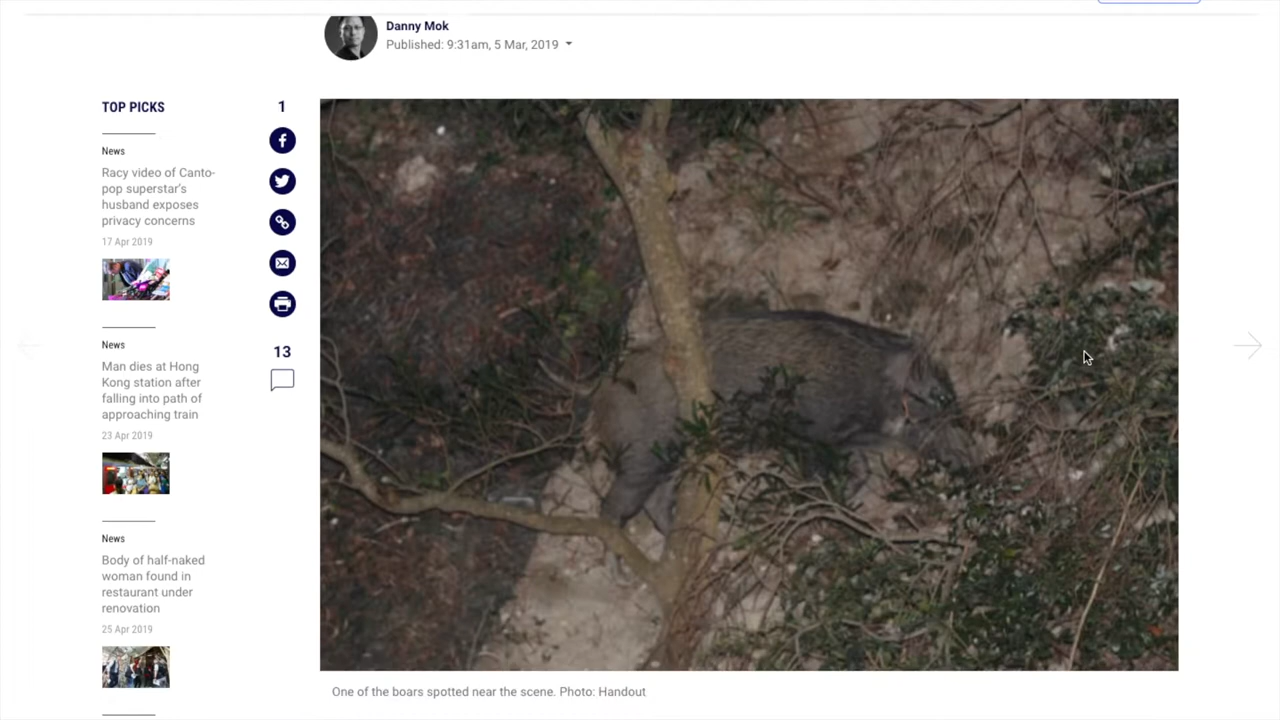 Danny Mok
Published: 9:31am, 5 Mar, 2019
TOP PICKS
News
Racy video of Canto-
pop superstar's
husband exposes
privacy concerns
17 Apr 2019
News
Man dies at Hong
Kong station after
falling into path of
approaching train
23 Apr 2019
News
Body of half-naked
woman found in
restaurant under
renovation
25 Apr 2019
1
13
One of the boars spotted near the scene. Photo: Handout